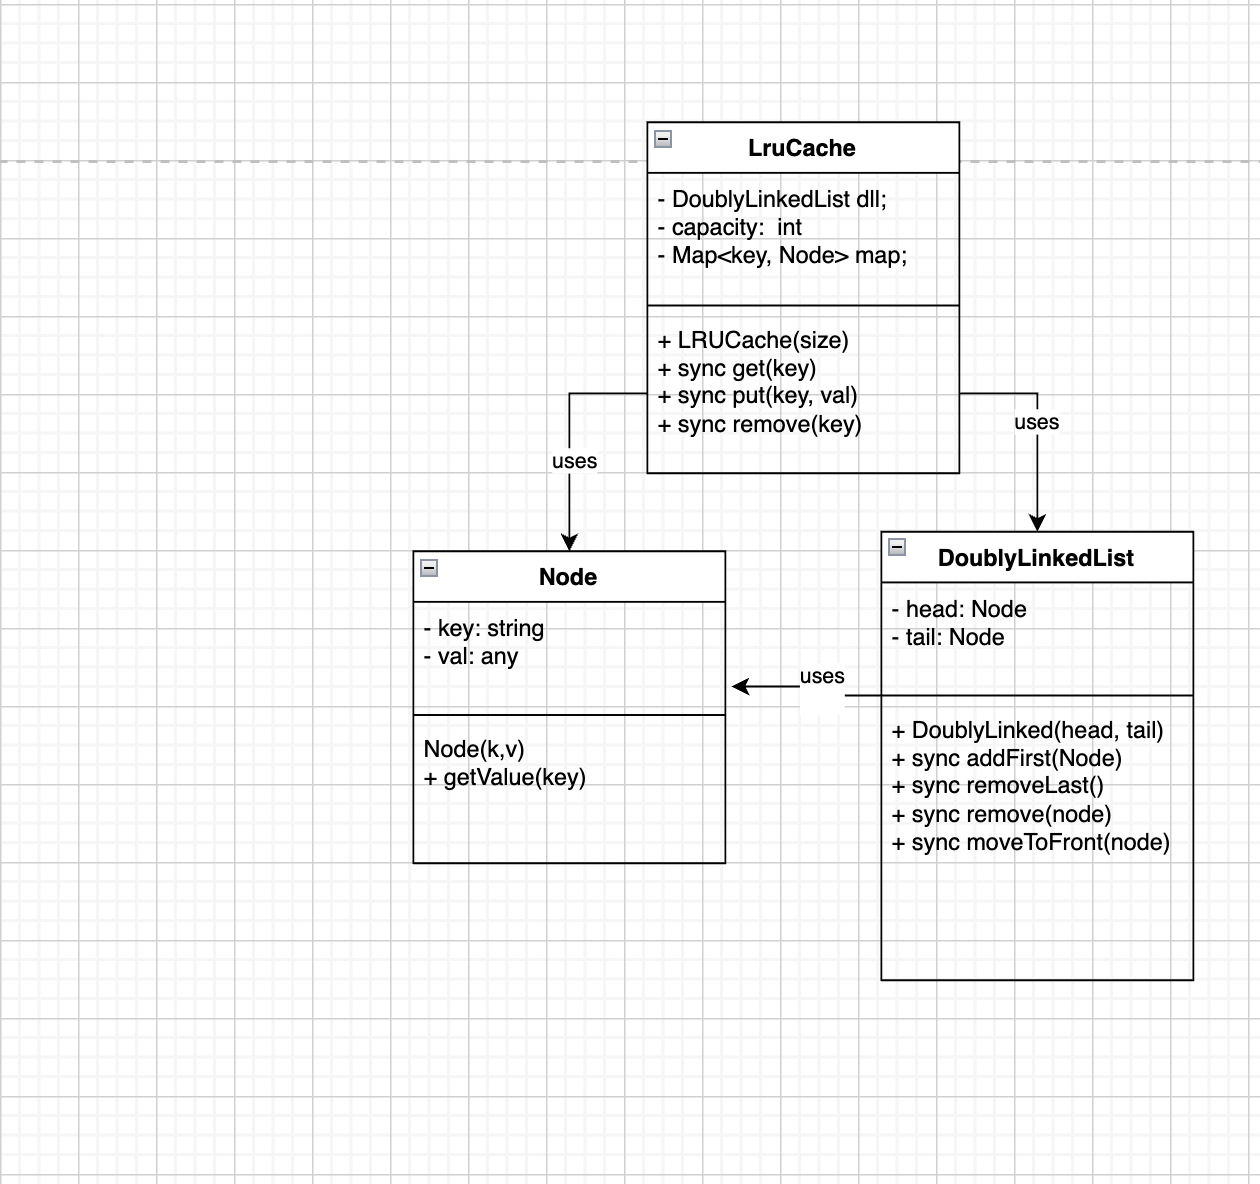 LruCache
- DoublyLinkedList dll;
- capacity:  int
- Map<key, Node> map;
+ LRUCache(size)
+ sync get(key)
+ sync put(key, val)
+ sync remove(key)
uses
uses
Node
- key: string
- val: any
Node(k,v)
+ getValue(key)
uses
DoublyLinkedList
- head: Node
- tail: Node
+ DoublyLinked(head, tail)
+ sync addFirst(Node)
+ sync removeLast()
+ sync remove(node)
+ sync moveToFront(node)